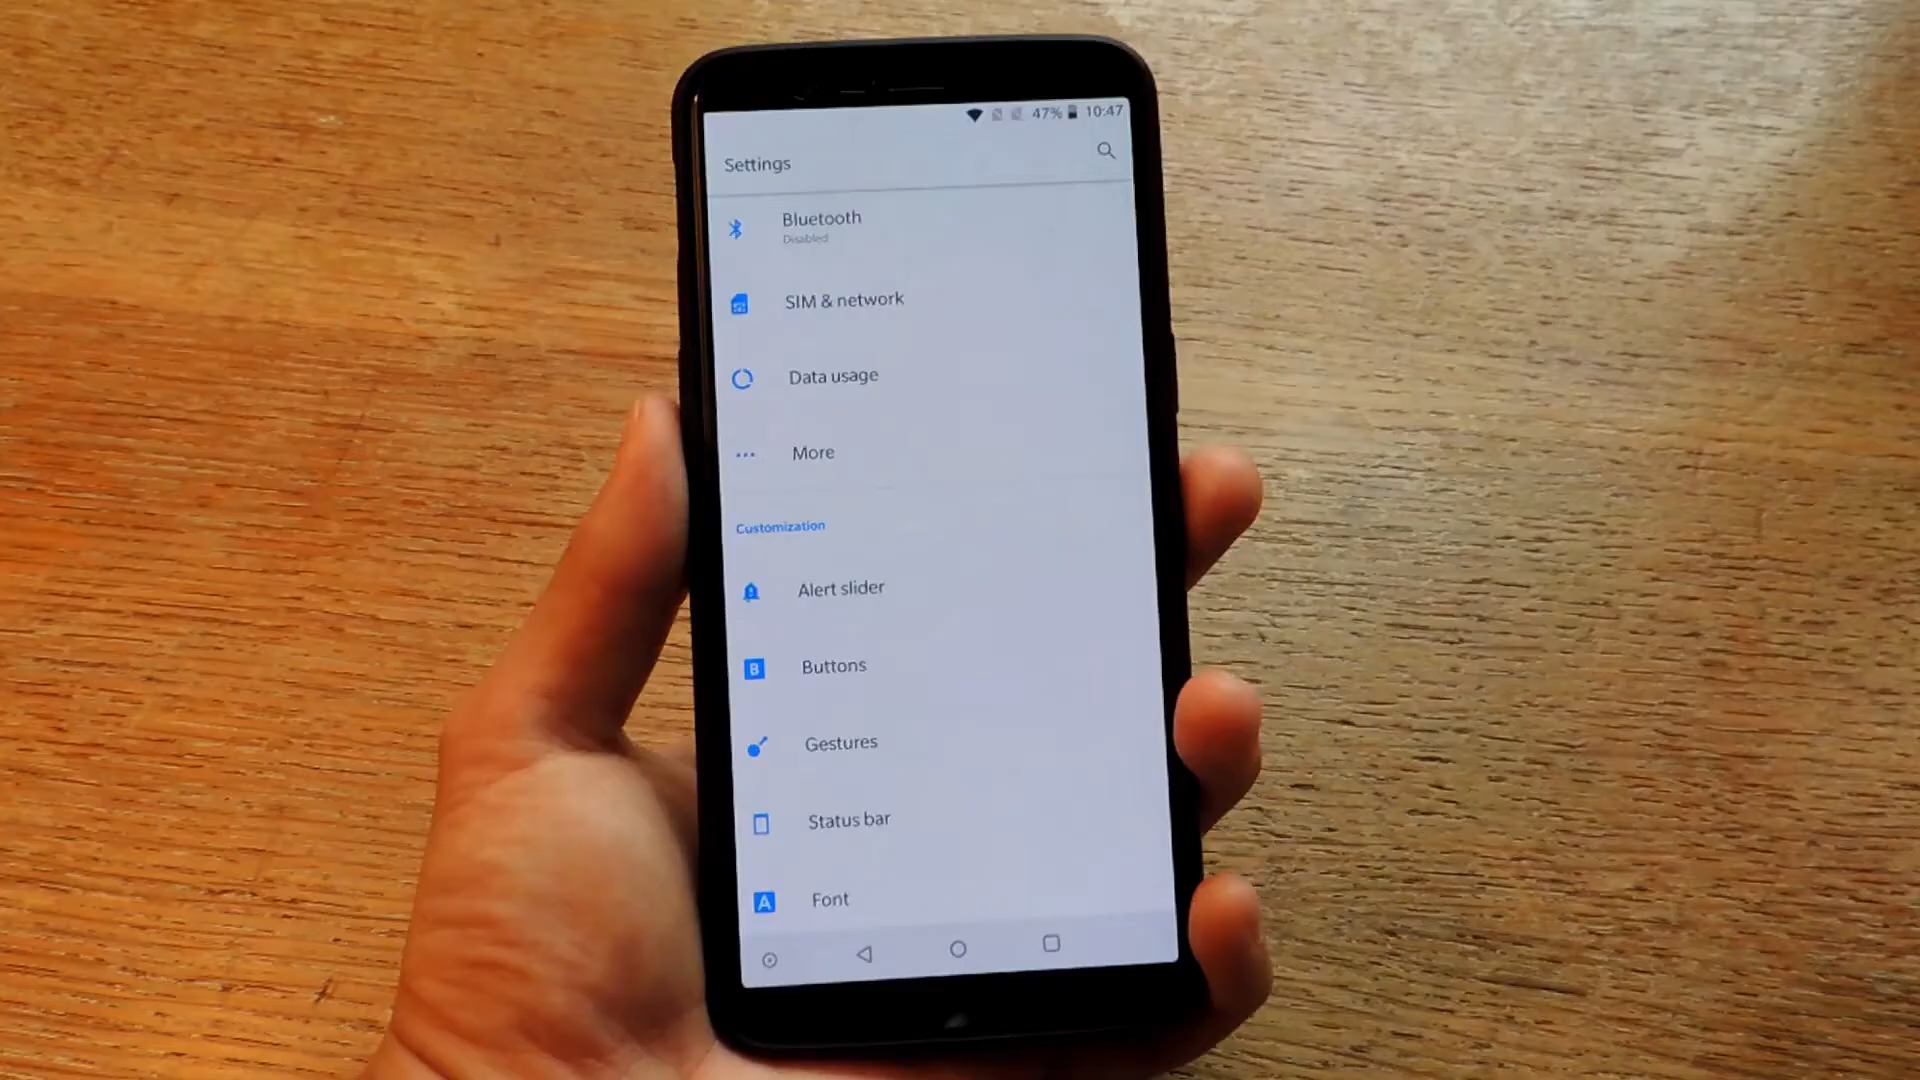 47% 10:47
Settings
Bluetooth
Disabled
SIM & network
Data usage
More
Customization
Alert slider
B Buttons
Gestures
Status bar
A Font